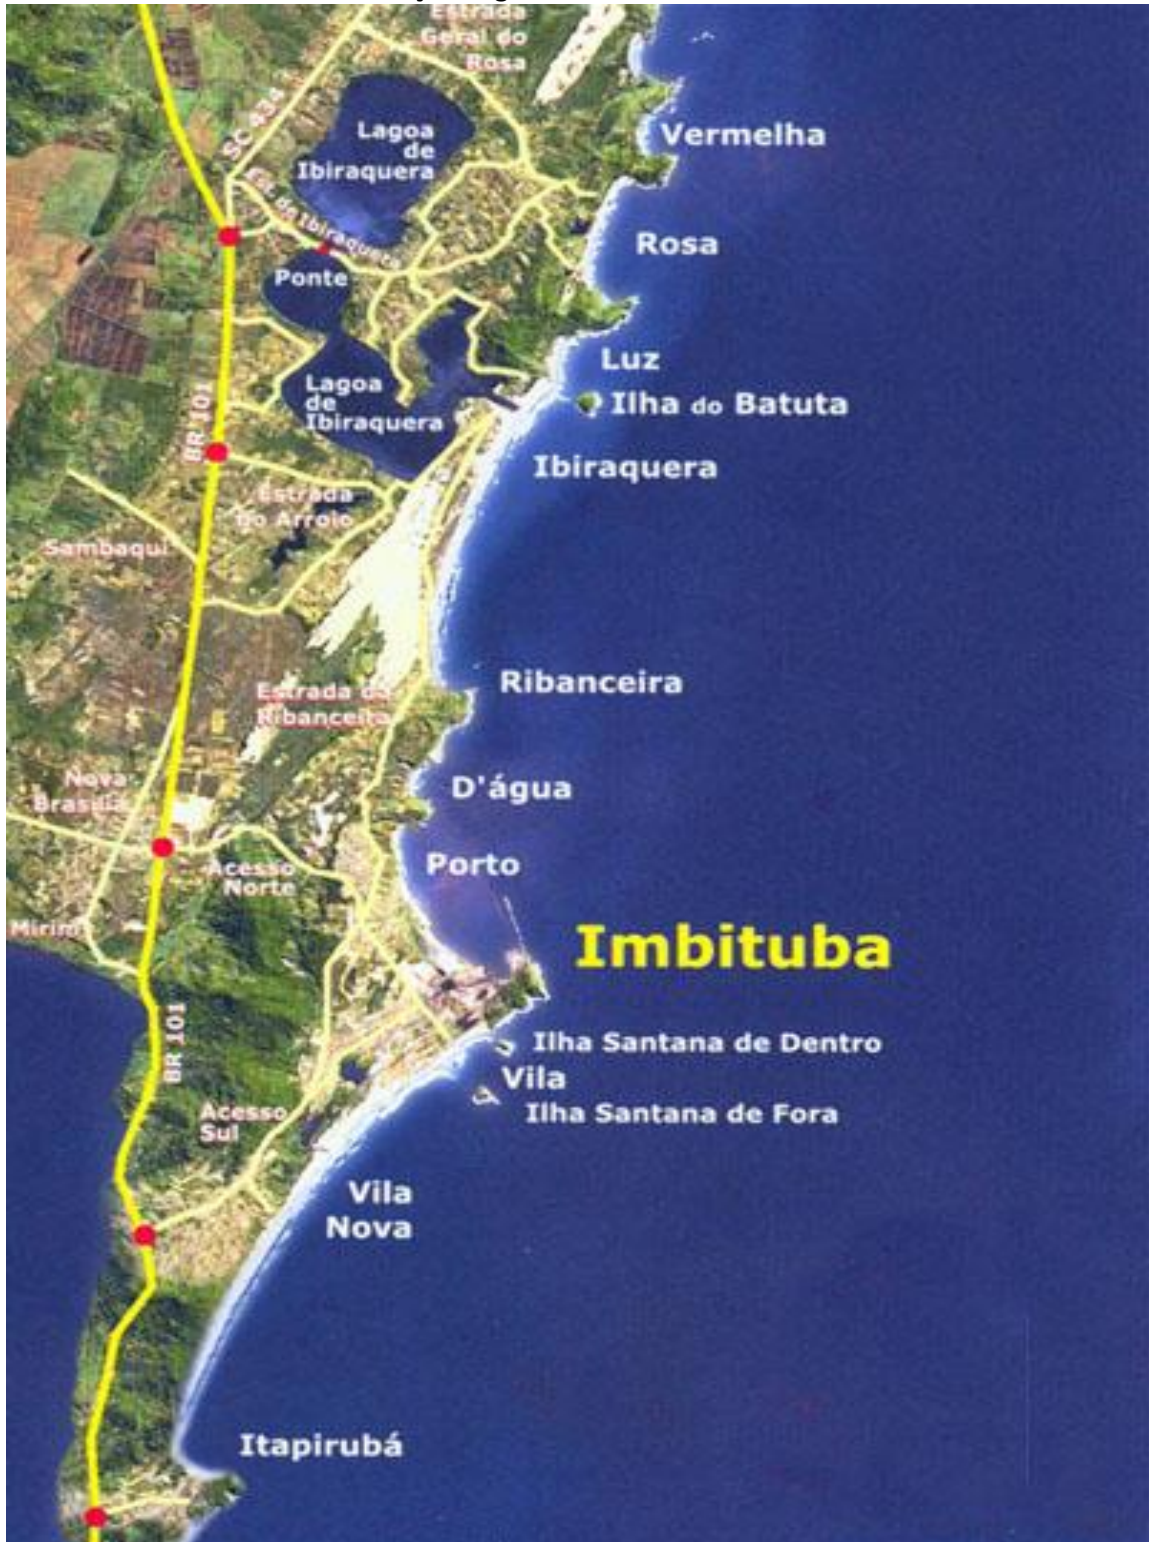 Estrada
Geral do
Rosa
SC 434
Lagoa
de
Ibiraquera
Vermelha
de Ibiraquera
Rosa
Ponte
Luz
Lagoa
de
Ibiraquera
Ilha do Batuta
BR 101
Ibiraquera
Estrada
do Arroio
Sambaqui
Ribanceira
Estrada da
Ribanceira
Nova
Brasília
D'água
Porto
Acesso
Norte
Mirim
Imbituba
BR 101
Ilha Santana de Dentro
Vila
Ilha Santana de Fora
Acesso
Sul
Vila
Nova
Itapirubá